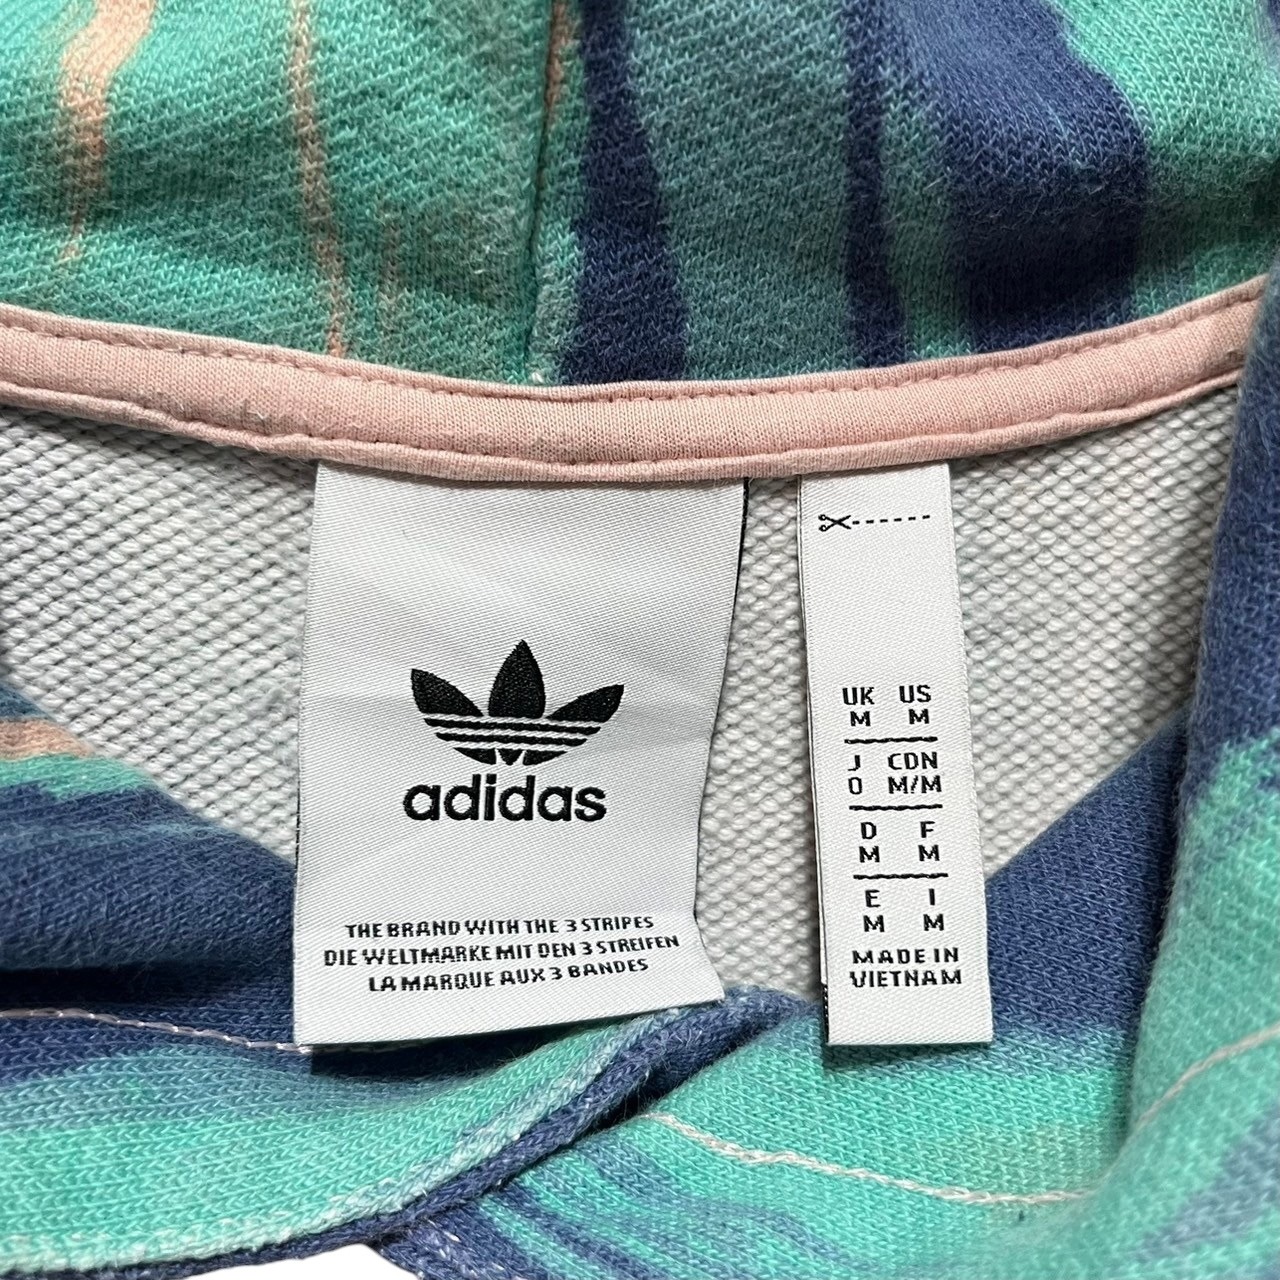 adidas
THE BRAND WITH THE 3 STRIPES
DIE WELTMARKE MIT DEN 3 STREIFEN
LA MARQUE AUX 3 BANDES
UK US
M M
J CDN
O M/M
D F
M M
E I
M M
MADE IN
VIETNAM